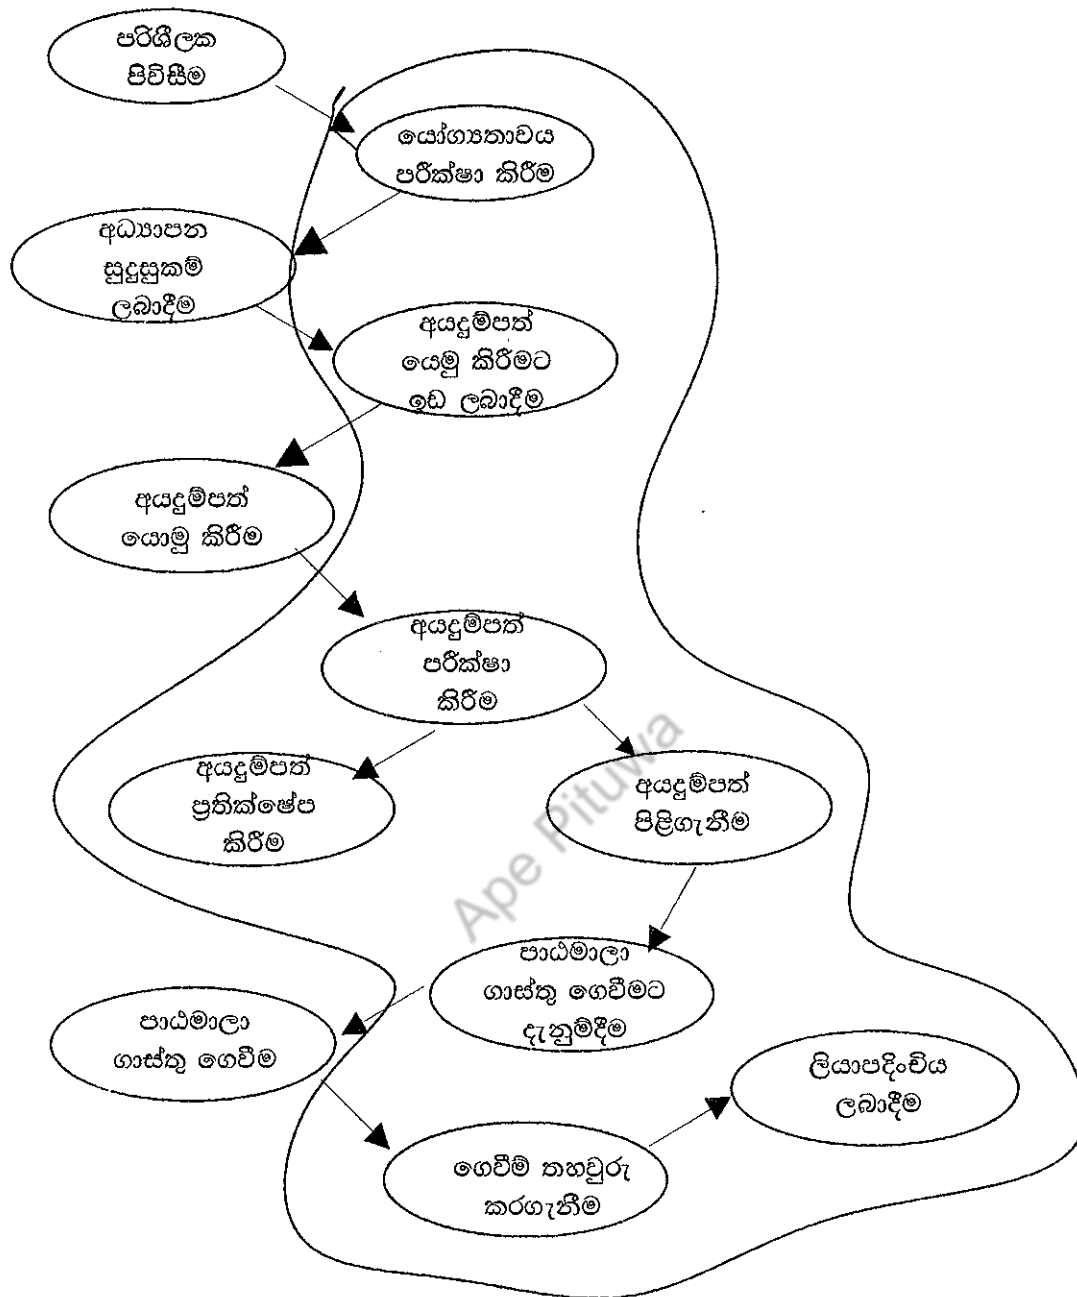 පරිශීලක
පිවිසීම
යෝග්‍යතාවය
පරීක්ෂා කිරීම
අධ්‍යාපන
සුදුසුකම්
ලබාදීම
අයදුම්පත්
යෙමු කිරීමට
ඉඩ ලබාදීම
අයදුම්පත්
යොමු කිරීම
අයදුම්පත්
පරීක්ෂා
කිරීම
අයදුම්පත්
ප්‍රතික්ෂේප
කිරීම
අයදුම්පත්
පිළිගැනීම
Ape Pituwa
පාඨමාලා
ගාස්තු ගෙවීමට
දැනුම්දීම
පාඨමාලා
ගාස්තු ගෙවීම
ලියාපදිංචිය
ලබාදීම
ගෙවීම් තහවුරු
කරගැනීම